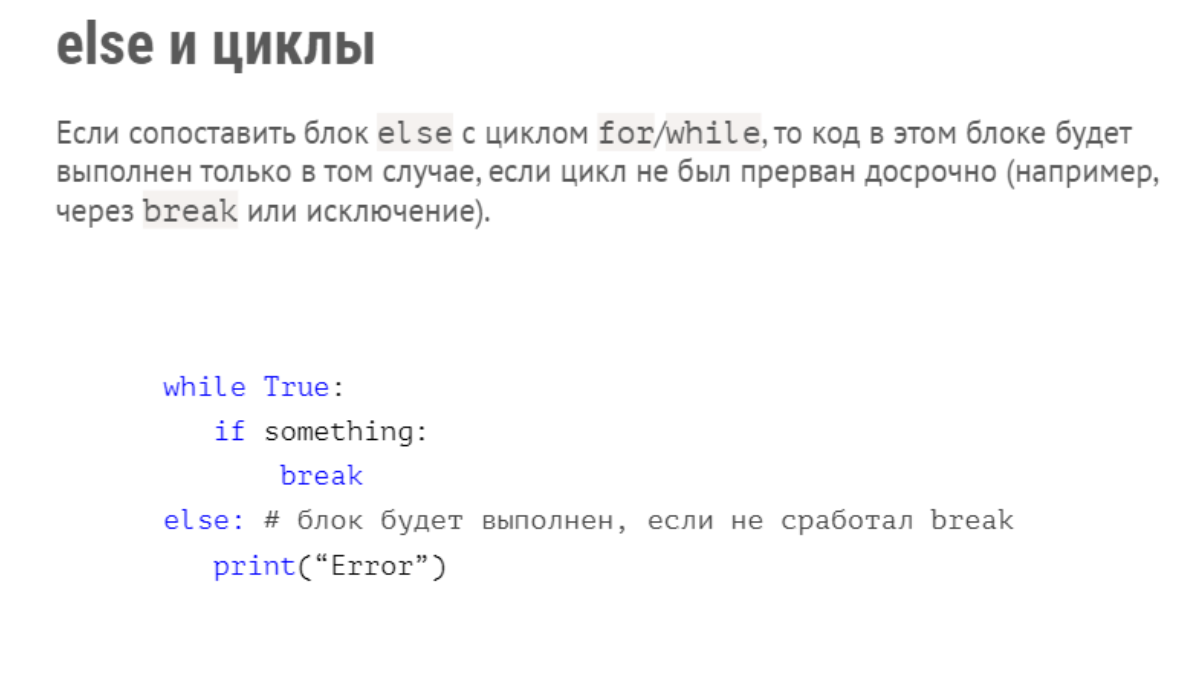 else и циклы
Если сопоставить блок else с циклом for/while, то код в этом блоке будет
выполнен только в том случае, если цикл не был прерван досрочно (например,
через break или исключение).
while True:
if something:
break
else: # блок будет выполнен, если не сработал break
print(“Error”)